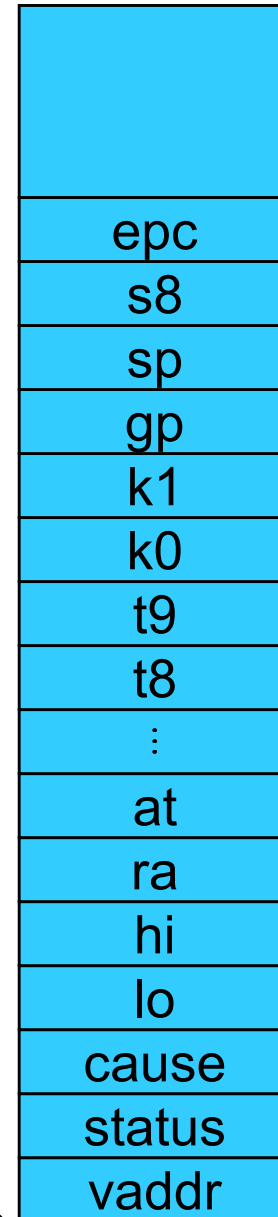 epc
s8
sp
gp
k1
k0
t9
t8
⋮
at
ra
hi
lo
cause
status
vaddr